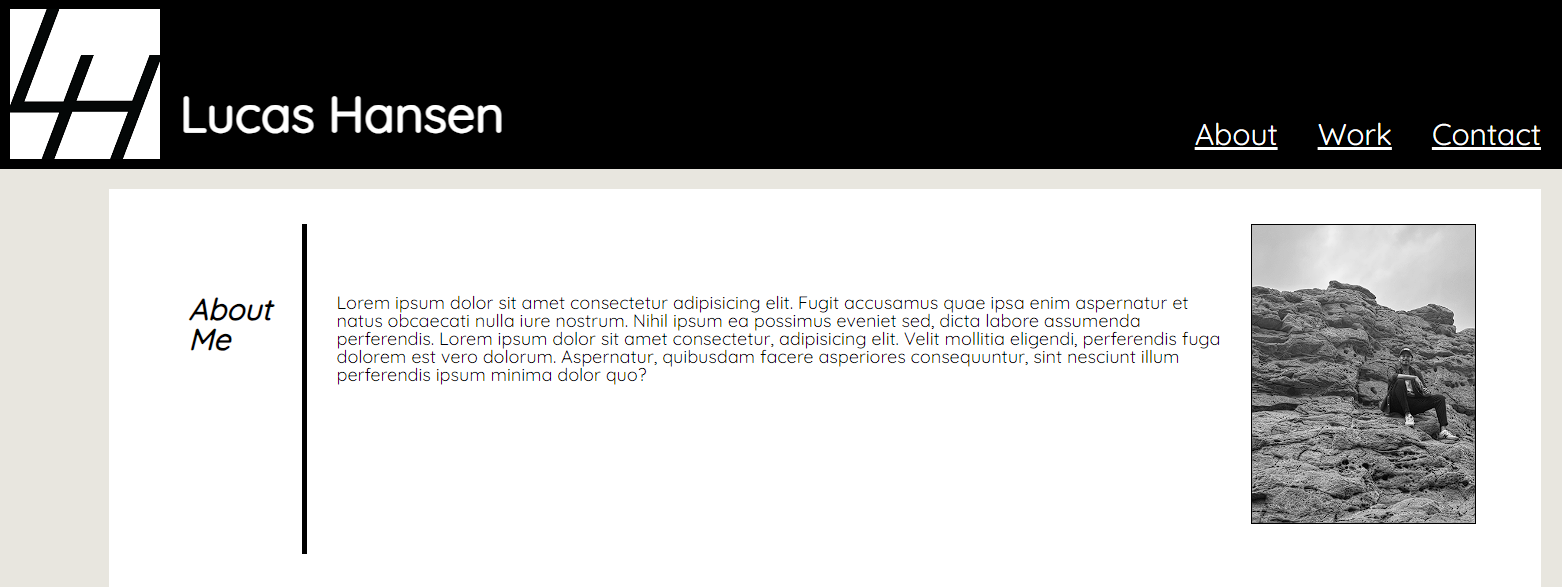 LH
Lucas Hansen
About Work Contact
About
Me
Lorem ipsum dolor sit amet consectetur adipisicing elit. Fugit accusamus quae ipsa enim aspernatur et
natus obcaecati nulla iure nostrum. Nihil ipsum ea possimus eveniet sed, dicta labore assumenda
perferendis. Lorem ipsum dolor sit amet consectetur, adipisicing elit. Velit mollitia eligendi, perferendis fuga
dolorem est vero dolorum. Aspernatur, quibusdam facere asperiores consequuntur, sint nesciunt illum
perferendis ipsum minima dolor quo?